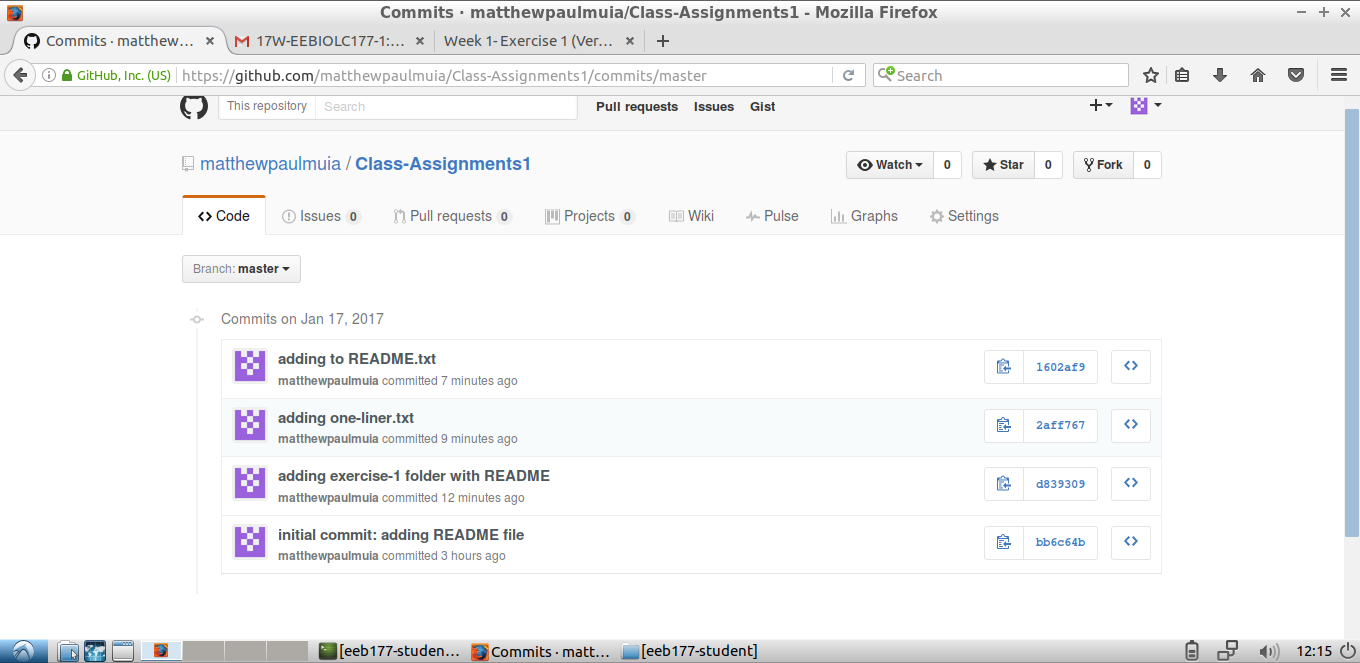 Commits · matthewpaulmuia/Class-Assignments1 - Mozilla Firefox
Commits · matthew… × 17W-EEBIOLC177-1:… × Week 1- Exercise 1 (Ver… ×
GitHub, Inc. (US) https://github.com/matthewpaulmuia/Class-Assignments1/commits/master Search
This repository Search Pull requests Issues Gist
matthewpaulmuia / Class-Assignments1 Watch 0 Star 0 Fork 0
Code Issues 0 Pull requests 0 Projects 0 Wiki Pulse Graphs Settings
Branch: master
Commits on Jan 17, 2017
adding to README.txt
matthewpaulmuia committed 7 minutes ago
1602af9
adding one-liner.txt
matthewpaulmuia committed 9 minutes ago
2aff767
adding exercise-1 folder with README
matthewpaulmuia committed 12 minutes ago
d839309
initial commit: adding README file
matthewpaulmuia committed 3 hours ago
bb6c64b
[eeb177-studen… Commits · matt… [eeb177-student] 12:15